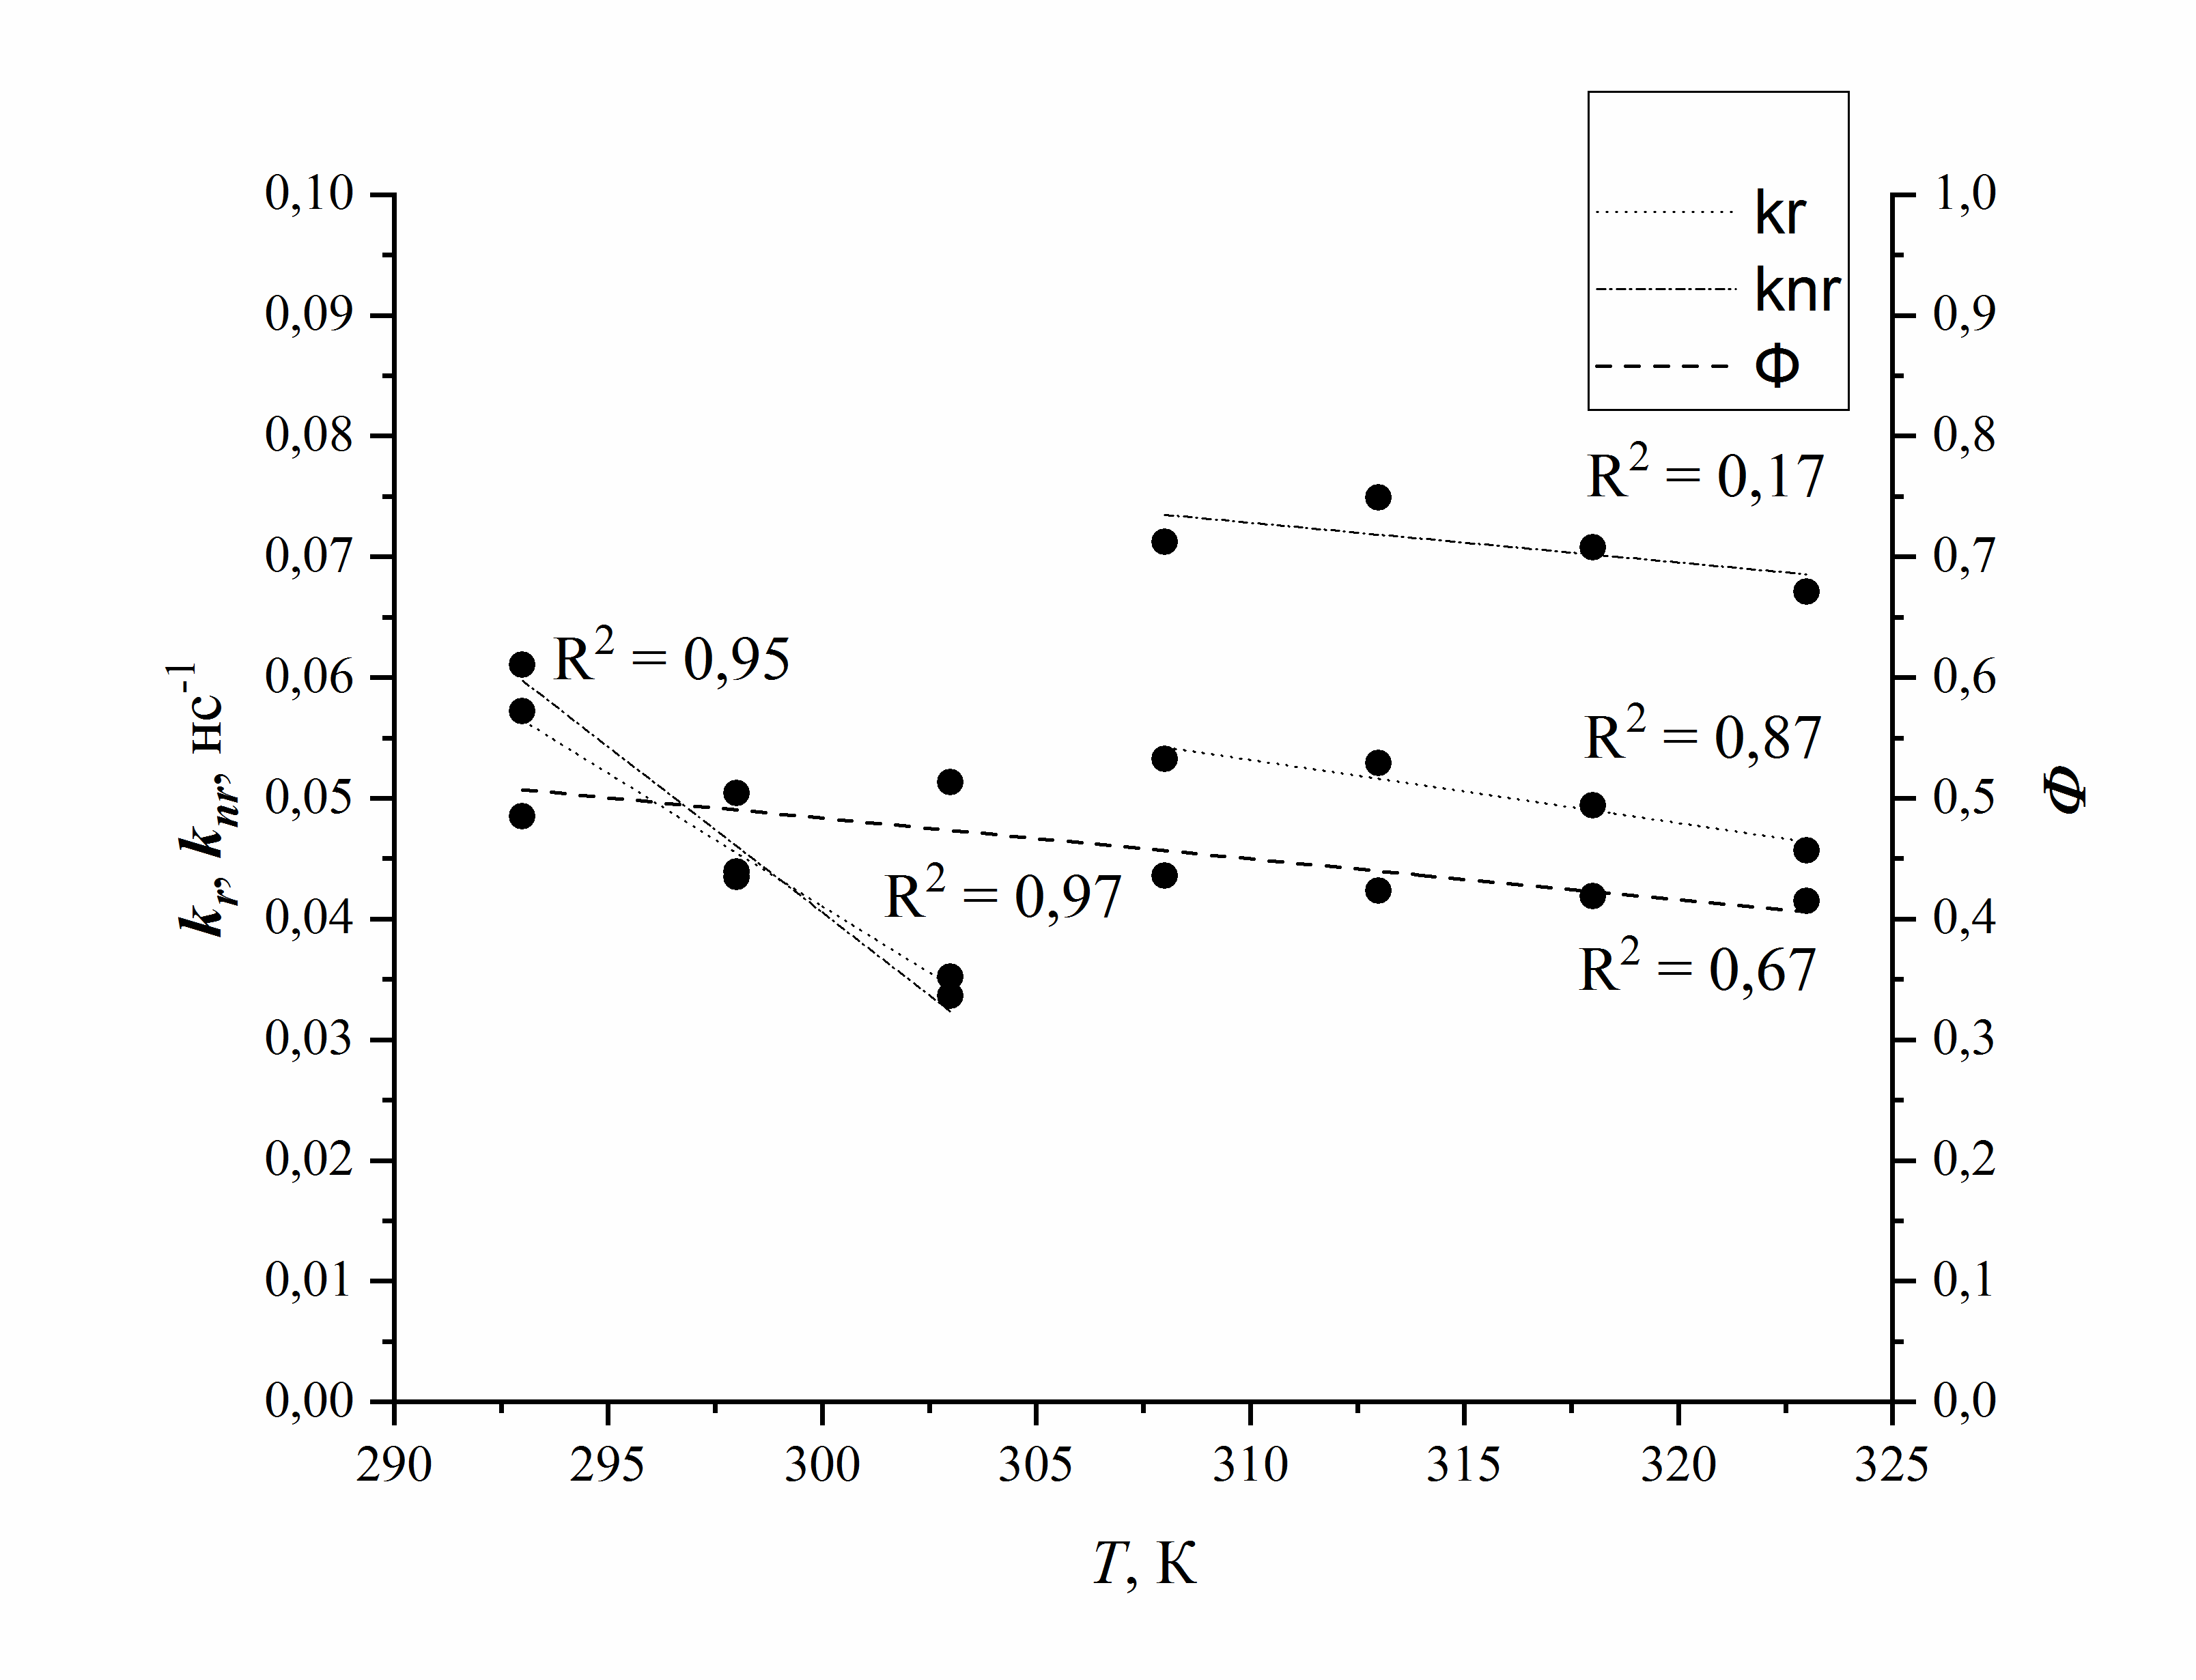 kr
knr
Φ
0,10
0,09
0,08
0,07
0,06
0,05
0,04
0,03
0,02
0,01
0,00
1,0
0,9
0,8
0,7
0,6
0,5
0,4
0,3
0,2
0,1
0,0
R² = 0,17
R² = 0,95
R² = 0,87
R² = 0,97
R² = 0,67
kᵣ, kₙᵣ, нс⁻¹
Φ
290 295 300 305 310 315 320 325
T, К